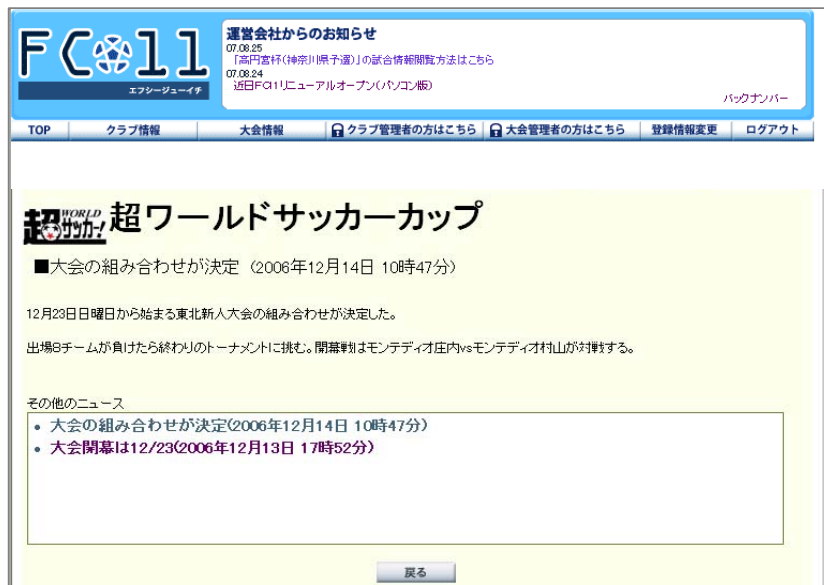 FC11
エフシージューイチ
運営会社からのお知らせ
07.08.25
「高円宮杯(神奈川県予選)」の試合情報閲覧方法はこちら
07.08.24
近日FC11リニューアルオープン(パソコン版)
バックナンバー
TOP クラブ情報 大会情報 クラブ管理者の方はこちら 大会管理者の方はこちら 登録情報変更 ログアウト
超WORLDサッカー! 超ワールドサッカーカップ
■大会の組み合わせが決定 (2006年12月14日 10時47分)
12月23日日曜日から始まる東北新人大会の組み合わせが決定した。
出場8チームが負けたら終わりのトーナメントに挑む。開幕戦はモンテディオ庄内vsモンテディオ村山が対戦する。
その他のニュース
• 大会の組み合わせが決定(2006年12月14日 10時47分)
• 大会開幕は12/23(2006年12月13日 17時52分)
戻る